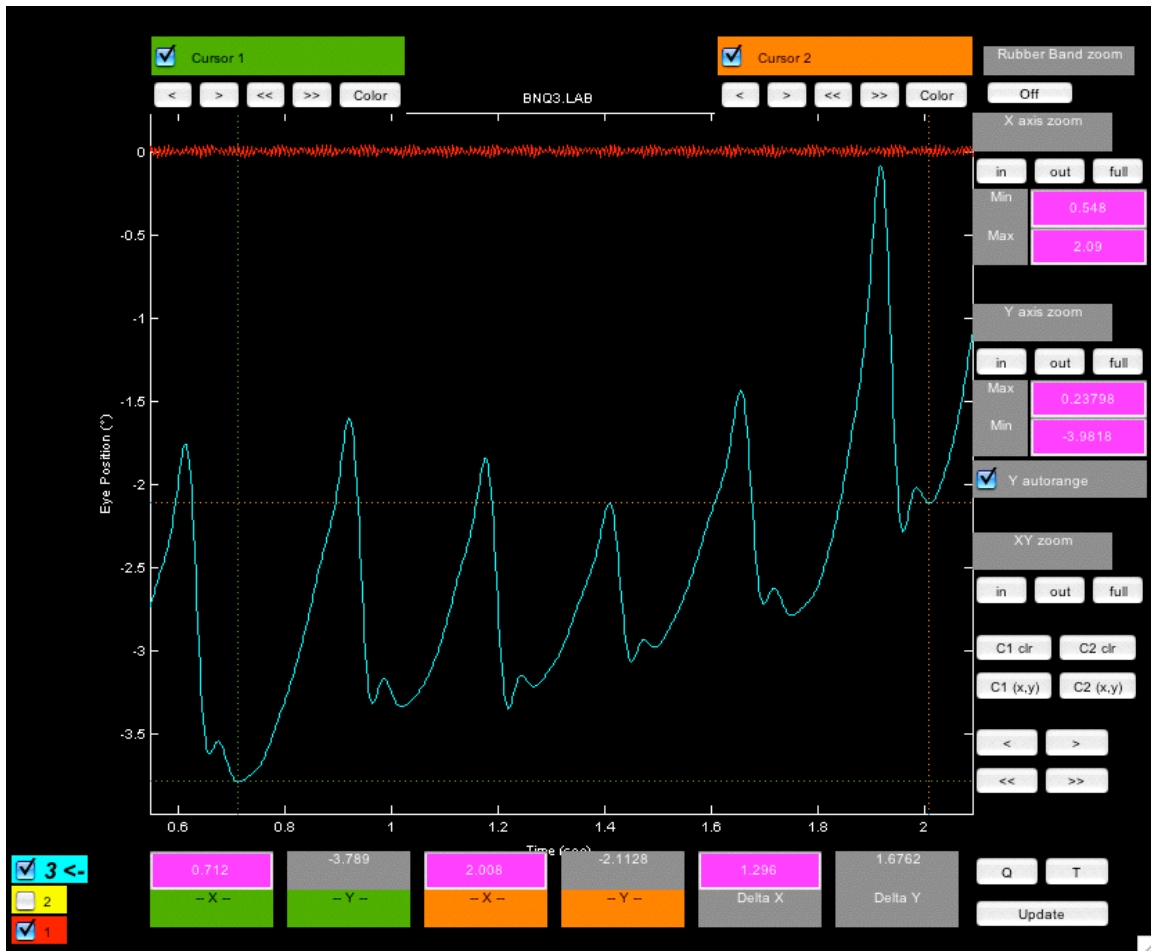 Cursor 1
Cursor 2
Rubber Band zoom
< > << >> Color
BNQ3.LAB
< > << >> Color
Off
X axis zoom
in out full
Min 0.548
Max 2.09
Y axis zoom
in out full
Max 0.23798
Min -3.9818
Y autorange
XY zoom
in out full
C1 clr C2 clr
C1 (x,y) C2 (x,y)
< >
<< >>
0
-0.5
-1
-1.5
-2
-2.5
-3
-3.5
Eye Position (°)
0.6 0.8 1 1.2 1.4 1.6 1.8 2
Time (sec)
3 <-
2
1
0.712 -3.789 2.008 -2.1128 1.296 1.6762
-- X -- -- Y -- -- X -- -- Y -- Delta X Delta Y
Q T
Update